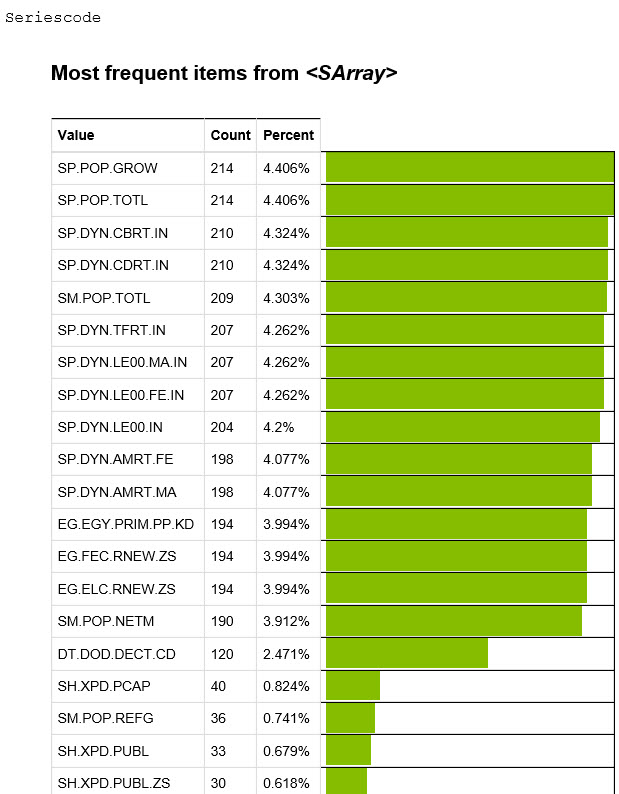 Seriescode
Most frequent items from <SArray>
Value Count Percent
SP.POP.GROW 214 4.406%
SP.POP.TOTL 214 4.406%
SP.DYN.CBRT.IN 210 4.324%
SP.DYN.CDRT.IN 210 4.324%
SM.POP.TOTL 209 4.303%
SP.DYN.TFRT.IN 207 4.262%
SP.DYN.LE00.MA.IN 207 4.262%
SP.DYN.LE00.FE.IN 207 4.262%
SP.DYN.LE00.IN 204 4.2%
SP.DYN.AMRT.FE 198 4.077%
SP.DYN.AMRT.MA 198 4.077%
EG.EGY.PRIM.PP.KD 194 3.994%
EG.FEC.RNEW.ZS 194 3.994%
EG.ELC.RNEW.ZS 194 3.994%
SM.POP.NETM 190 3.912%
DT.DOD.DECT.CD 120 2.471%
SH.XPD.PCAP 40 0.824%
SM.POP.REFG 36 0.741%
SH.XPD.PUBL 33 0.679%
SH.XPD.PUBL.ZS 30 0.618%